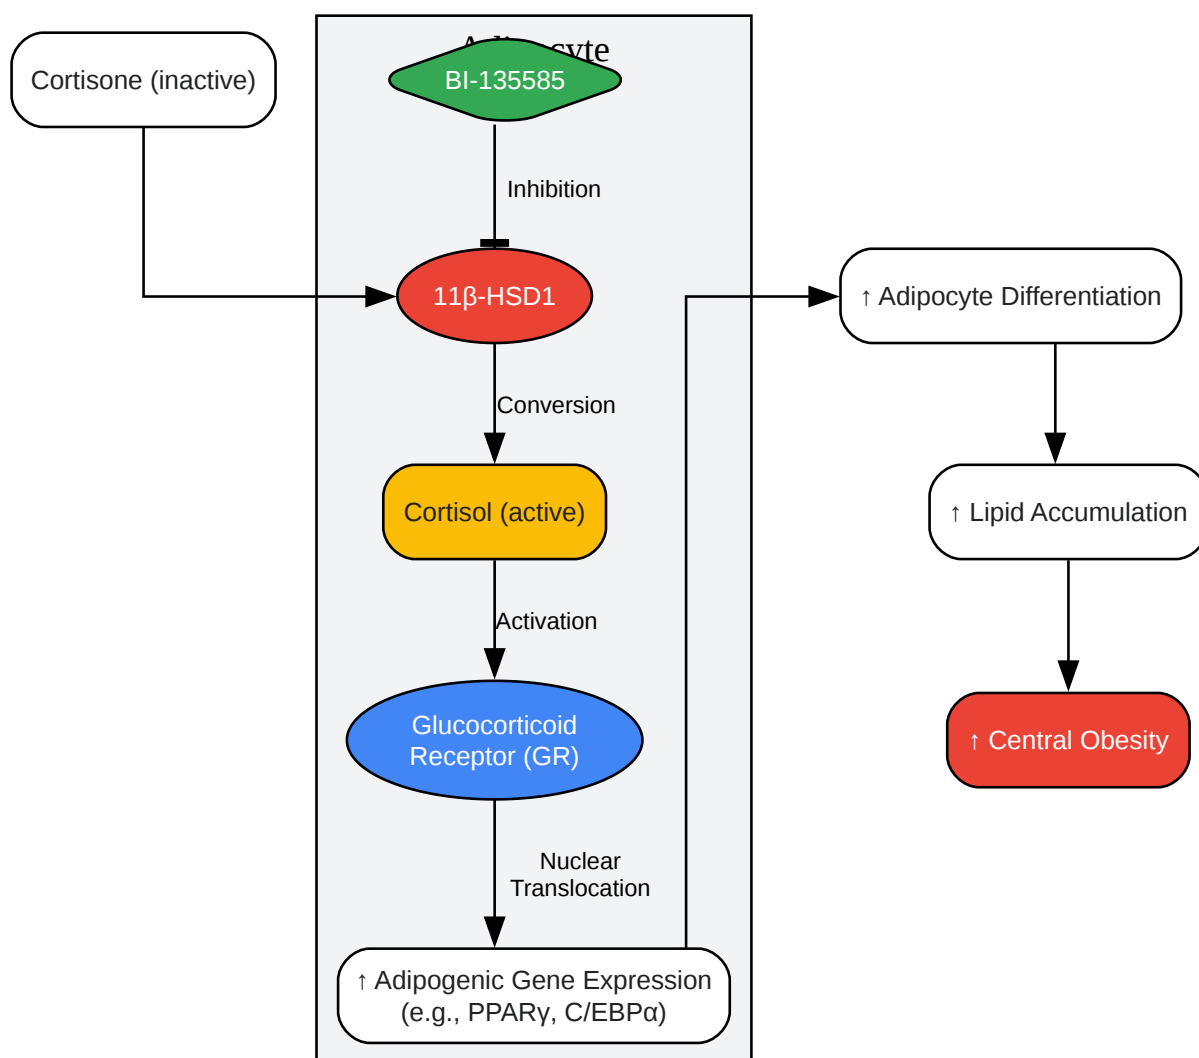 Cortisone (inactive)
BI-135585
Inhibition
11β-HSD1
Conversion
Cortisol (active)
Activation
Glucocorticoid
Receptor (GR)
Nuclear
Translocation
↑ Adipogenic Gene Expression
(e.g., PPARγ, C/EBPα)
↑ Adipocyte Differentiation
↑ Lipid Accumulation
↑ Central Obesity